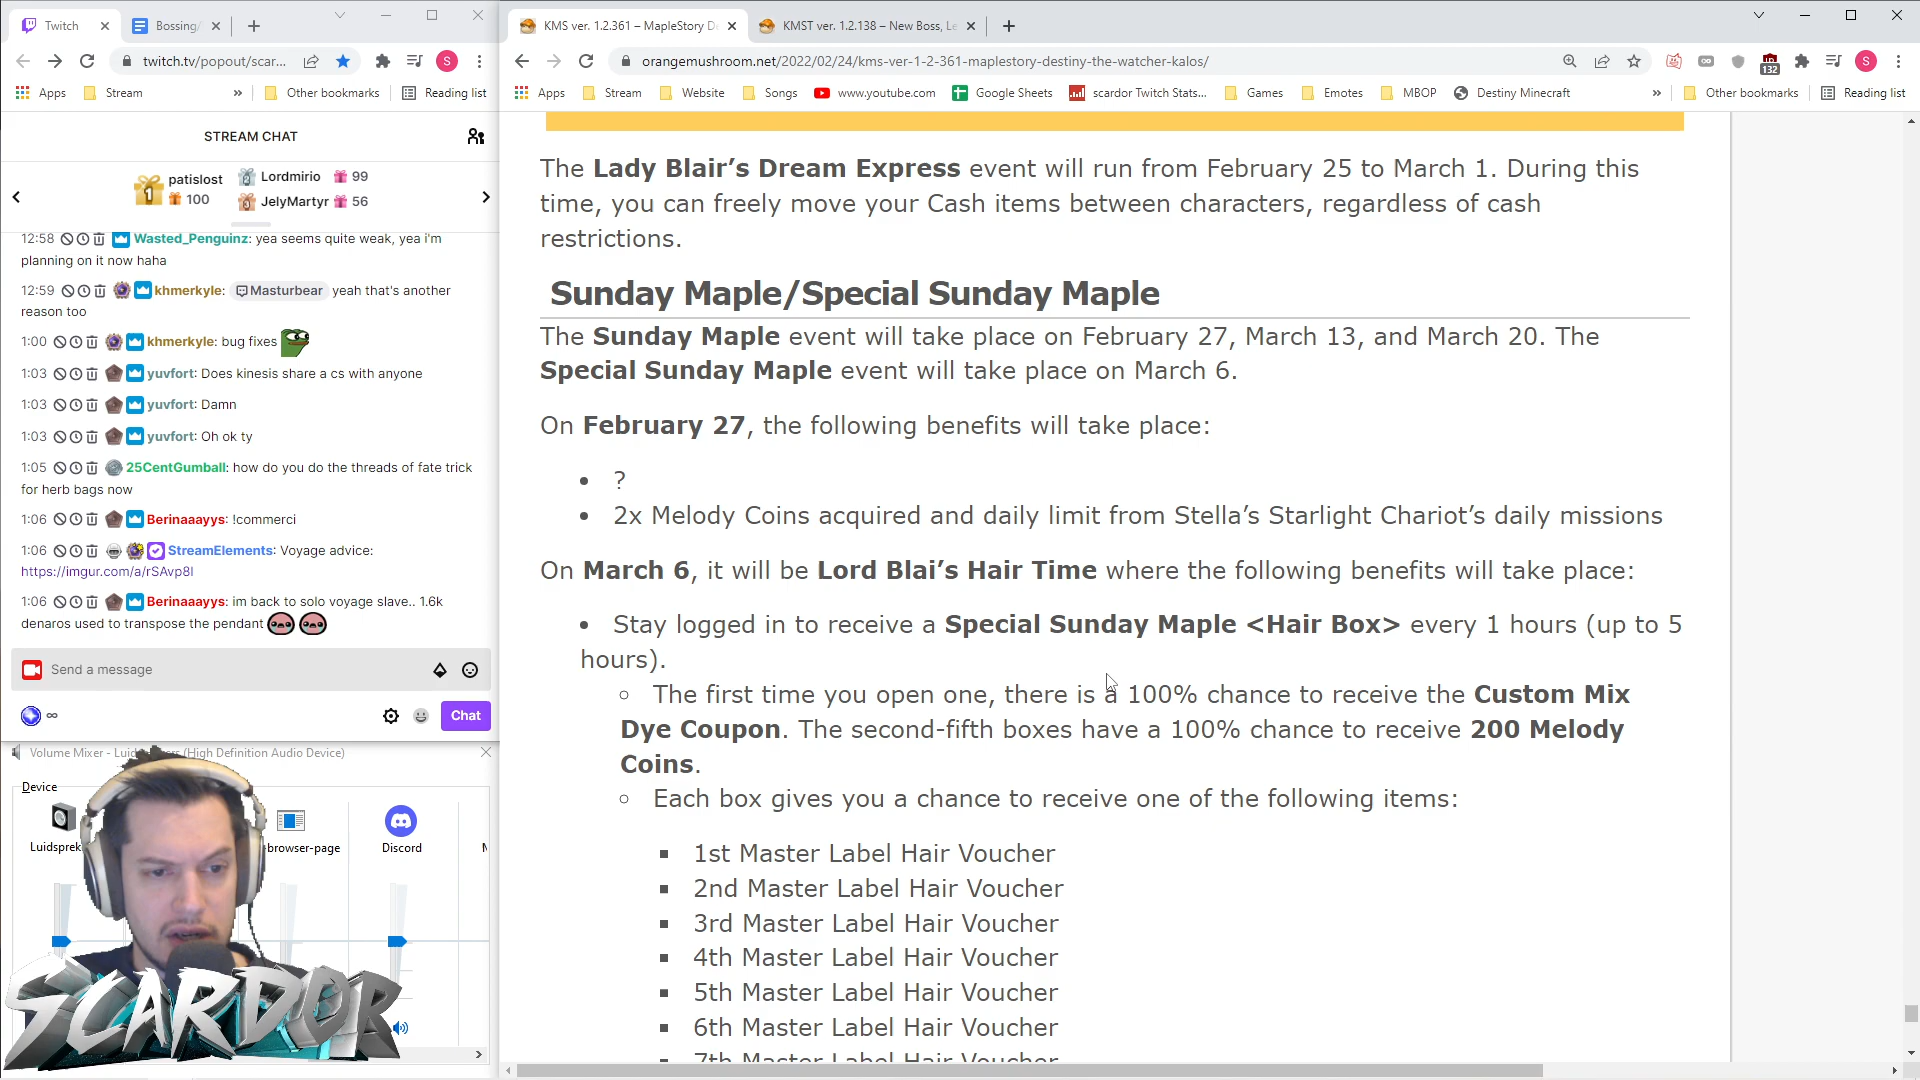 Twitch
Bossing/
KMS ver. 1.2.361 – MapleStory D
KMST ver. 1.2.138 – New Boss, Le
twitch.tv/popout/scar...
S
orangemushroom.net/2022/02/24/kms-ver-1-2-361-maplestory-destiny-the-watcher-kalos/
132
S
Apps
Stream
»
Other bookmarks
Reading list
Apps
Stream
Website
Songs
www.youtube.com
Google Sheets
scardor Twitch Stats...
Games
Emotes
MBOP
Destiny Minecraft
»
Other bookmarks
Reading list
STREAM CHAT
1
patislost
100
2
Lordmirio
99
3
JelyMartyr
56
12:58 Wasted_Penguinz: yea seems quite weak, yea i'm
planning on it now haha
12:59 khmerkyle: Masturbear yeah that's another
reason too
1:00 khmerkyle: bug fixes
1:03 yuvfort: Does kinesis share a cs with anyone
1:03 yuvfort: Damn
1:03 yuvfort: Oh ok ty
1:05 25CentGumball: how do you do the threads of fate trick
for herb bags now
1:06 Berinaaayys: !commerci
1:06 StreamElements: Voyage advice:
https://imgur.com/a/rSAvp8l
1:06 Berinaaayys: im back to solo voyage slave.. 1.6k
denaros used to transpose the pendant
Send a message
∞
Chat
Volume Mixer - Luidsprekers (High Definition Audio Device)
Device
Luidsprek
browser-page
Discord
SCARDOR
The Lady Blair’s Dream Express event will run from February 25 to March 1. During this
time, you can freely move your Cash items between characters, regardless of cash
restrictions.
Sunday Maple/Special Sunday Maple
The Sunday Maple event will take place on February 27, March 13, and March 20. The
Special Sunday Maple event will take place on March 6.
On February 27, the following benefits will take place:
• ?
• 2x Melody Coins acquired and daily limit from Stella’s Starlight Chariot’s daily missions
On March 6, it will be Lord Blai’s Hair Time where the following benefits will take place:
• Stay logged in to receive a Special Sunday Maple <Hair Box> every 1 hours (up to 5
hours).
◦ The first time you open one, there is a 100% chance to receive the Custom Mix
Dye Coupon. The second-fifth boxes have a 100% chance to receive 200 Melody
Coins.
◦ Each box gives you a chance to receive one of the following items:
▪ 1st Master Label Hair Voucher
▪ 2nd Master Label Hair Voucher
▪ 3rd Master Label Hair Voucher
▪ 4th Master Label Hair Voucher
▪ 5th Master Label Hair Voucher
▪ 6th Master Label Hair Voucher
▪ 7th Master Label Hair Voucher